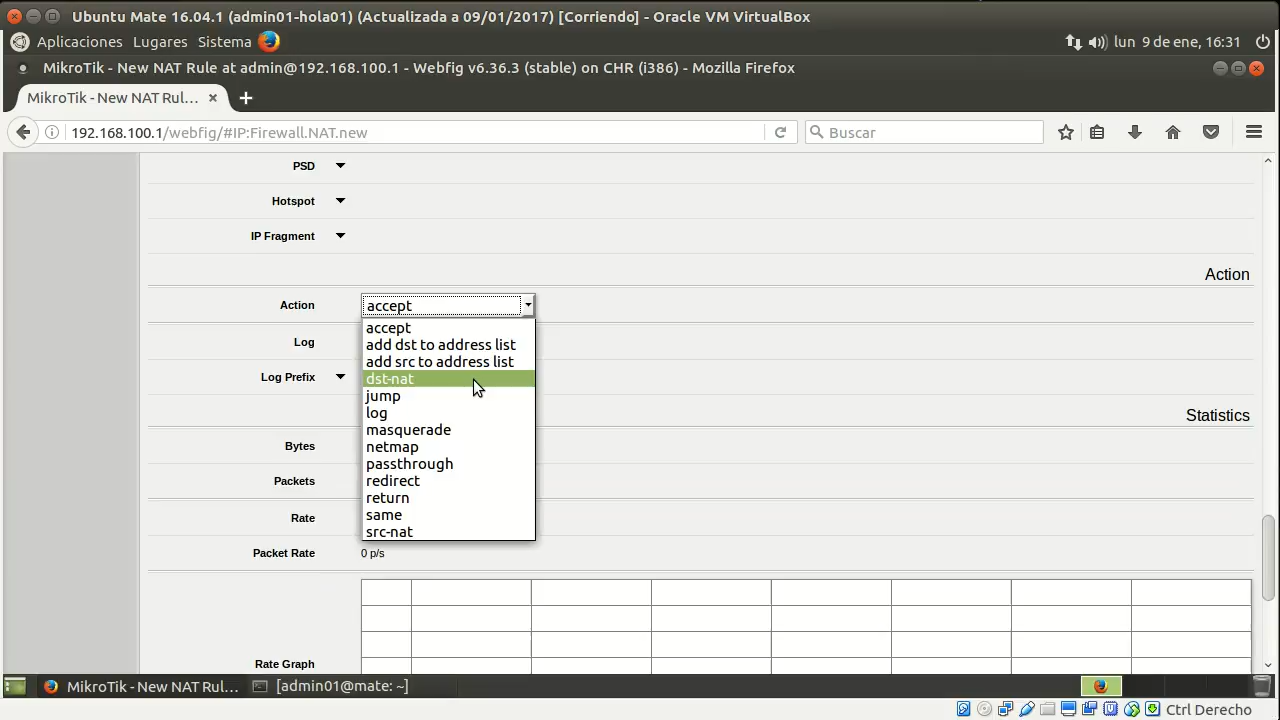 Ubuntu Mate 16.04.1 (admin01-hola01) (Actualizada a 09/01/2017) [Corriendo] - Oracle VM VirtualBox
Aplicaciones Lugares Sistema lun 9 de ene, 16:31
MikroTik - New NAT Rule at admin@192.168.100.1 - Webfig v6.36.3 (stable) on CHR (i386) - Mozilla Firefox
MikroTik - New NAT Rul...
192.168.100.1/webfig/#IP:Firewall.NAT.new Buscar
PSD
Hotspot
IP Fragment
Action
Action accept
accept
Log
add dst to address list
add src to address list
Log Prefix dst-nat
jump
log
Statistics
masquerade
Bytes netmap
passthrough
Packets redirect
return
Rate same
src-nat
Packet Rate 0 p/s
Rate Graph
MikroTik - New NAT Rul... [admin01@mate: ~]
Ctrl Derecho